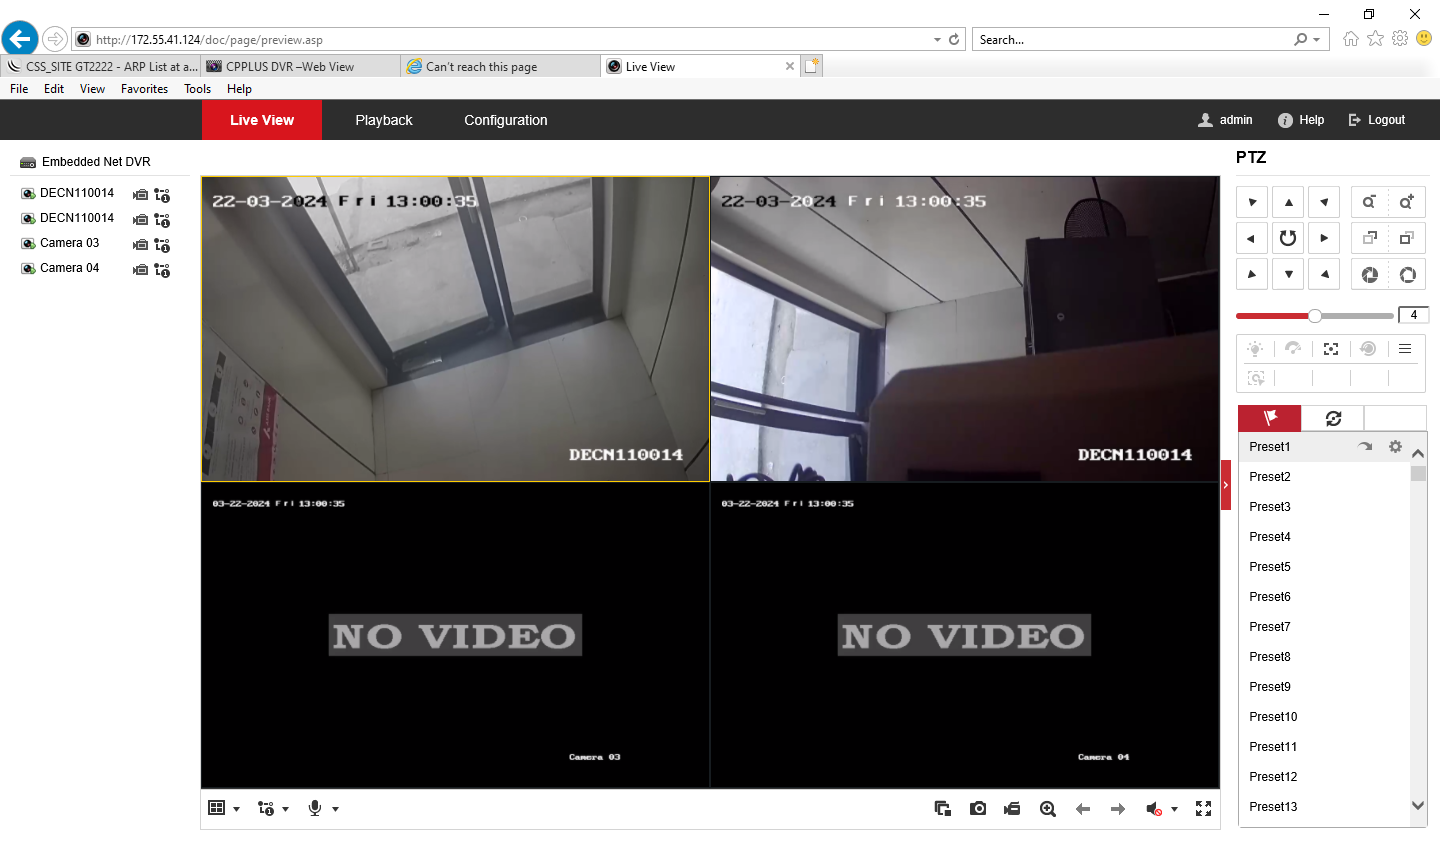 http://172.55.41.124/doc/page/preview.asp
Search...
CSS_SITE GT2222 - ARP List at a...
CPPLUS DVR –Web View
Can't reach this page
Live View
File Edit View Favorites Tools Help
Live View Playback Configuration
admin Help Logout
Embedded Net DVR
DECN110014
DECN110014
Camera 03
Camera 04
22-03-2024 Fri 13:00:35
DECN110014
22-03-2024 Fri 13:00:35
DECN110014
03-22-2024 Fri 13:00:35
NO VIDEO
Camera 03
03-22-2024 Fri 13:00:35
NO VIDEO
Camera 04
PTZ
4
Preset1
Preset2
Preset3
Preset4
Preset5
Preset6
Preset7
Preset8
Preset9
Preset10
Preset11
Preset12
Preset13